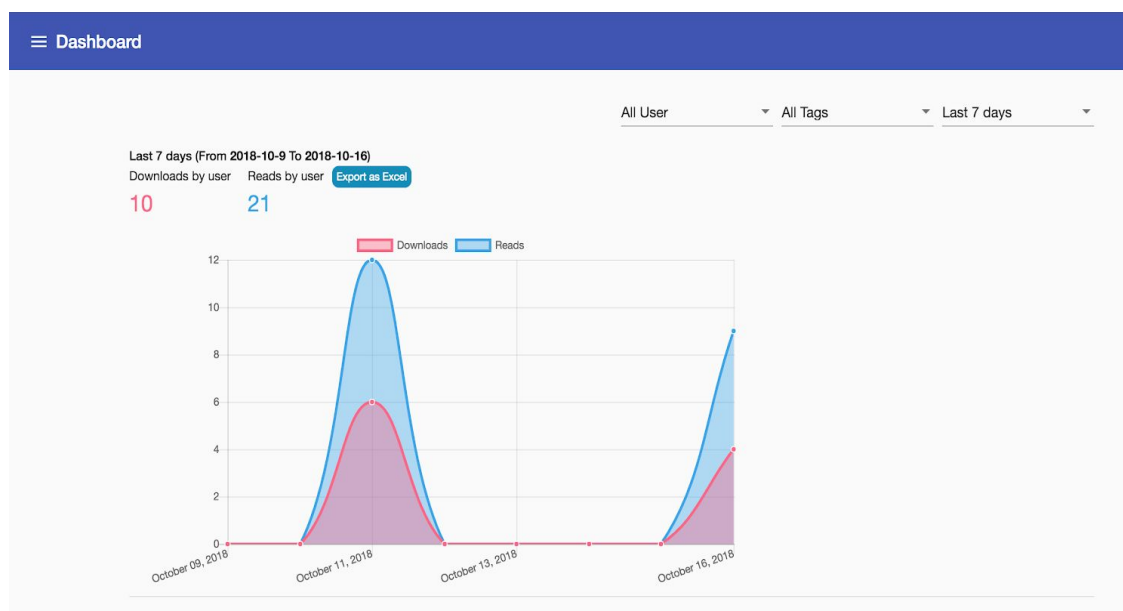 Dashboard
All User All Tags Last 7 days
Last 7 days (From 2018-10-9 To 2018-10-16)
Downloads by user Reads by user Export as Excel
10 21
Downloads Reads
12
10
8
6
4
2
0
October 09, 2018 October 11, 2018 October 13, 2018 October 16, 2018